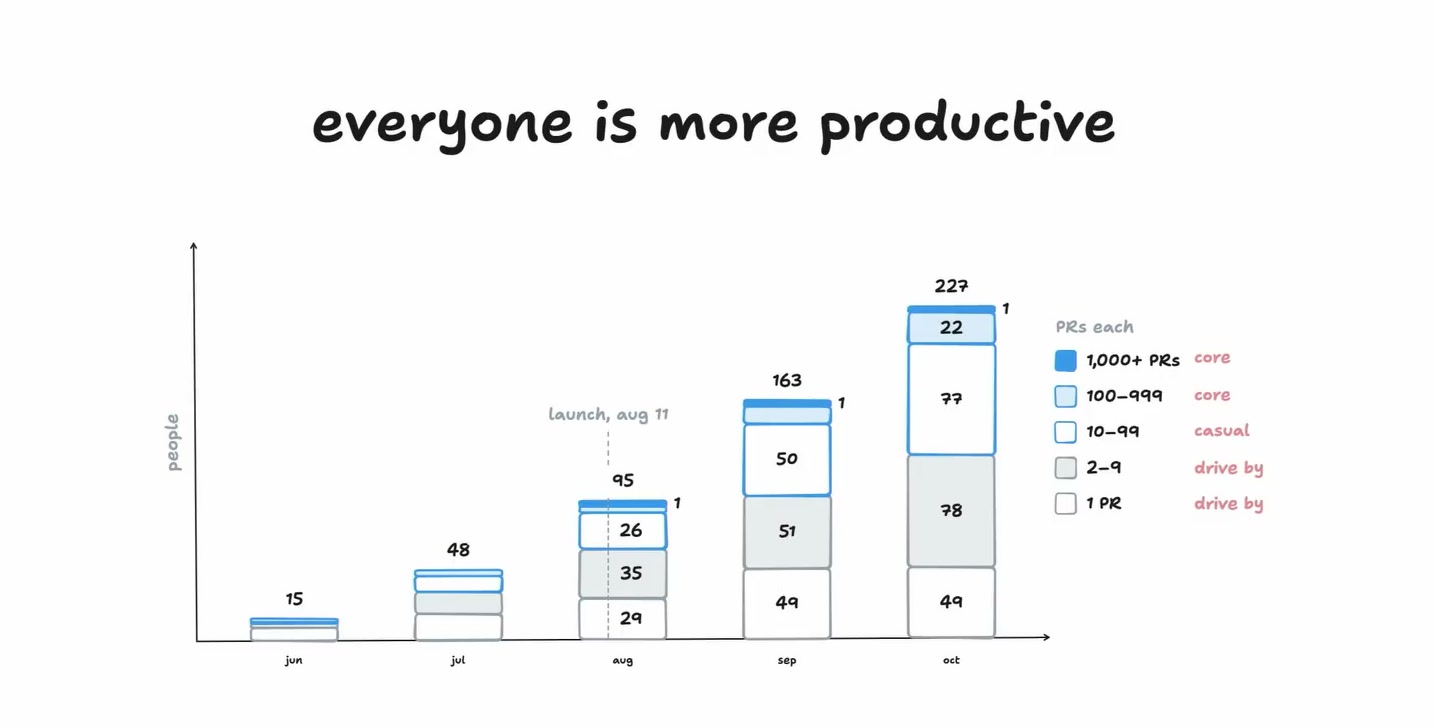 everyone is more productive
people
launch, aug 11
15
48
95
1
26
35
29
163
1
50
51
49
227
1
22
77
78
49
jun
jul
aug
sep
oct
PRs each
1,000+ PRs core
100–999 core
10–99 casual
2–9 drive by
1 PR drive by